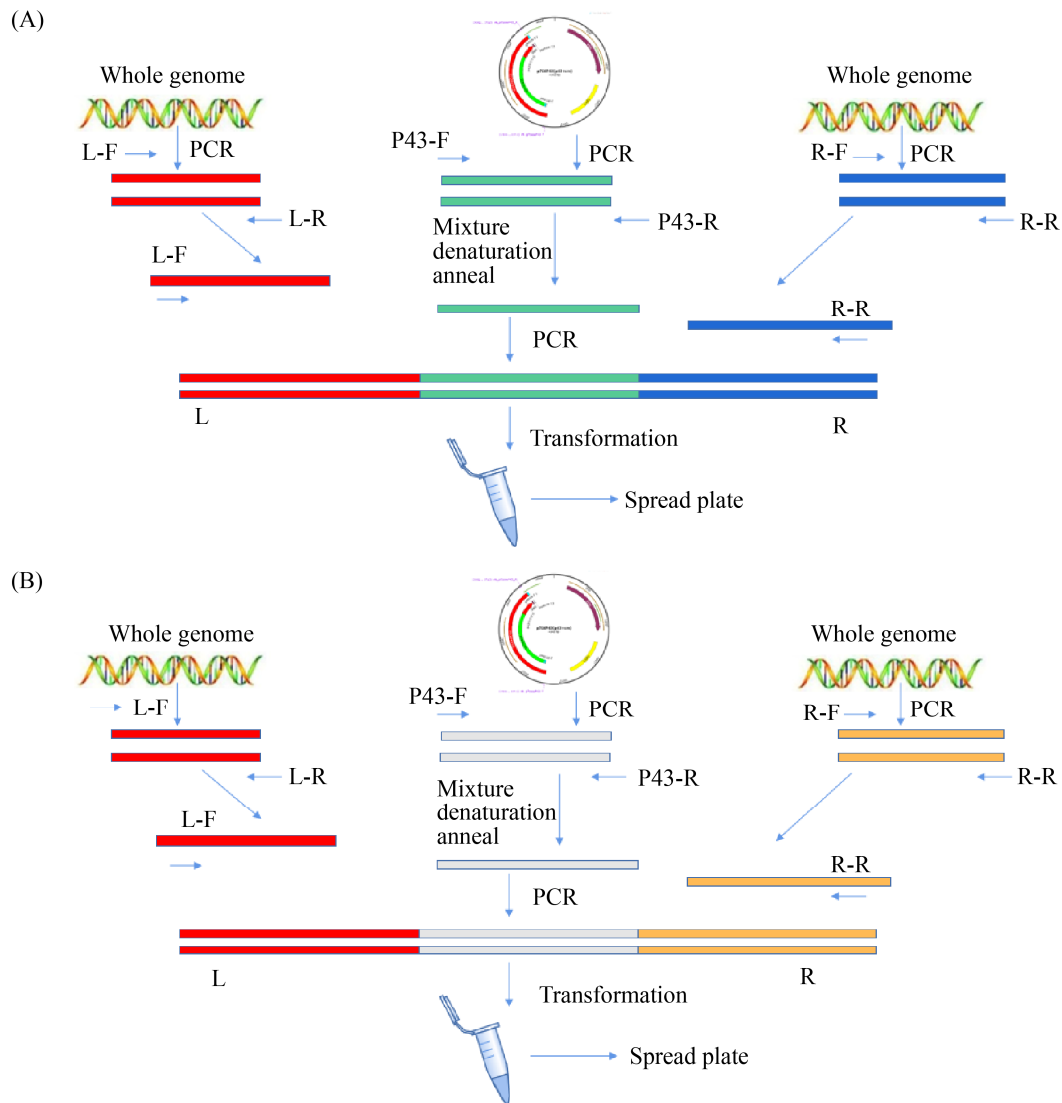 (A)
Whole genome
Whole genome
L-F
PCR
P43-F
PCR
R-F
PCR
L-R
P43-R
R-R
Mixture
denaturation
anneal
L-F
R-R
PCR
L
R
Transformation
Spread plate
(B)
Whole genome
Whole genome
L-F
P43-F
PCR
R-F
PCR
L-R
P43-R
R-R
Mixture
denaturation
anneal
L-F
R-R
PCR
L
R
Transformation
Spread plate